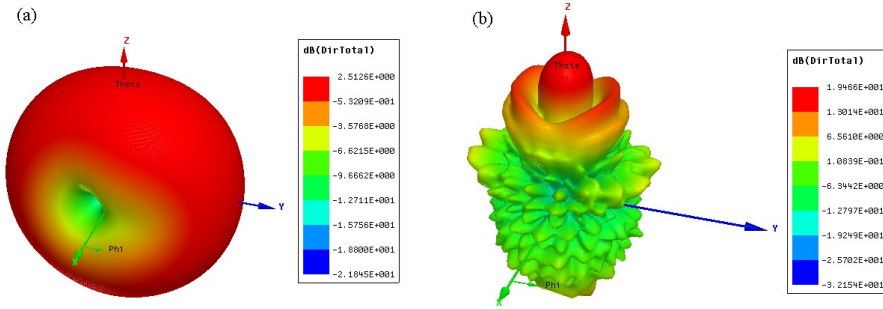 (a)
Z
Theta
Y
Phi
X
dB(DirTotal)
2.5126E+000
-5.3209E-001
-3.5768E+000
-6.6215E+000
-9.6662E+000
-1.2711E+001
-1.5756E+001
-1.8800E+001
-2.1845E+001
(b)
Z
Theta
Y
Phi
X
dB(DirTotal)
1.9466E+001
1.3014E+001
6.5610E+000
1.0839E-001
-6.3442E+000
-1.2797E+001
-1.9249E+001
-2.5702E+001
-3.2154E+001